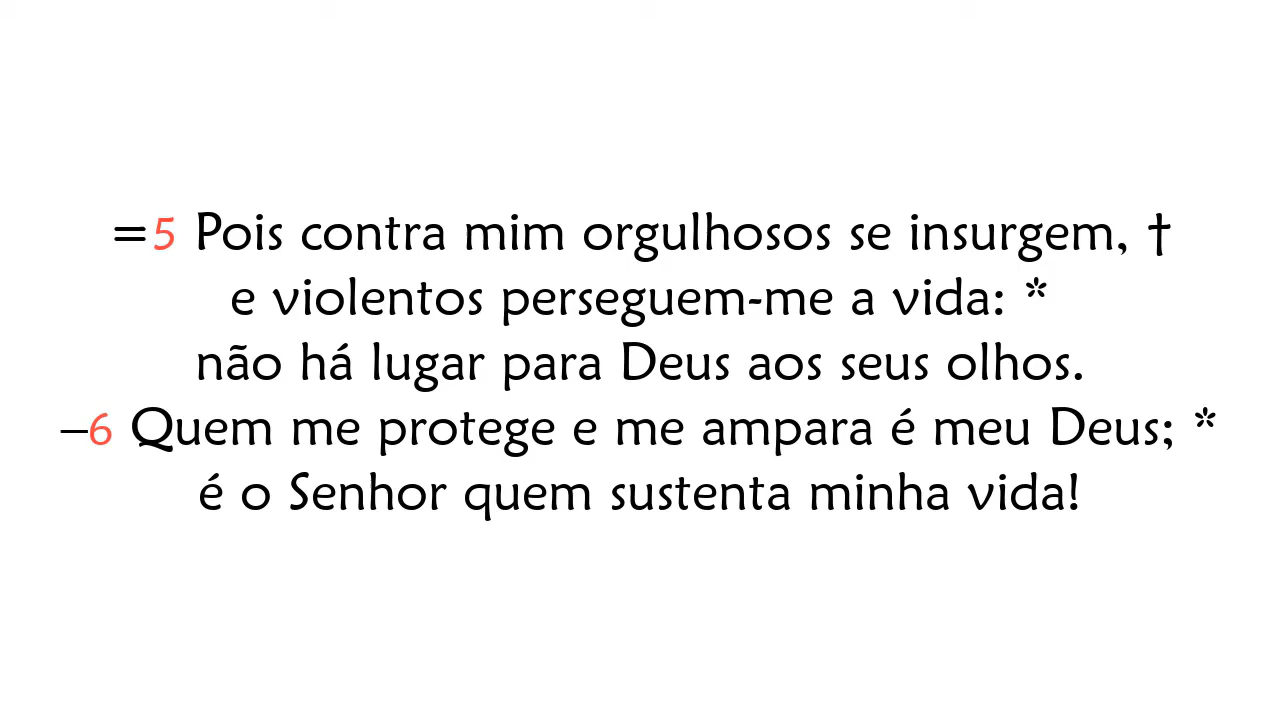 =5 Pois contra mim orgulhosos se insurgem, †
e violentos perseguem-me a vida: *
não há lugar para Deus aos seus olhos.
–6 Quem me protege e me ampara é meu Deus; *
é o Senhor quem sustenta minha vida!